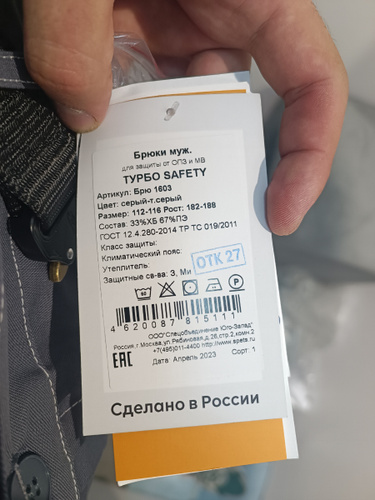 Брюки муж.
для защиты от ОПЗ и МВ
ТУРБО SAFETY
Артикул: Брю 1603
Цвет: серый-т.серый
Размер: 112-116 Рост: 182-188
Состав: 33%ХБ 67%ПЭ
ГОСТ 12.4.280-2014 ТР ТС 019/2011
Класс защиты:
Климатический пояс:
Утеплитель:
ОТК 27
Защитные св-ва: З, Ми
4 620087 815111
ООО"Спецобъединение Юго-Запад"
Россия, г.Москва,ул.Рябиновая,д.26,стр.2,комн.2
+7(495)011-4400 http://www.spets.ru
EAC
Дата Апрель 2023
Сорт: 1
Сделано в России